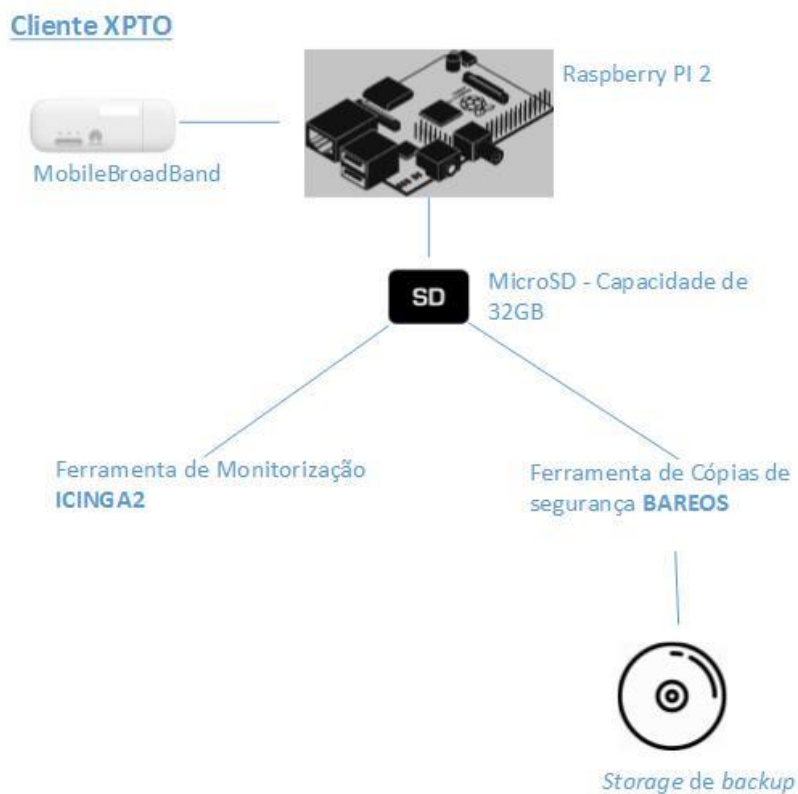 Cliente XPTO
Raspberry PI 2
MobileBroadBand
SD
MicroSD - Capacidade de
32GB
Ferramenta de Monitorização
ICINGA2
Ferramenta de Cópias de
segurança BAREOS
Storage de backup